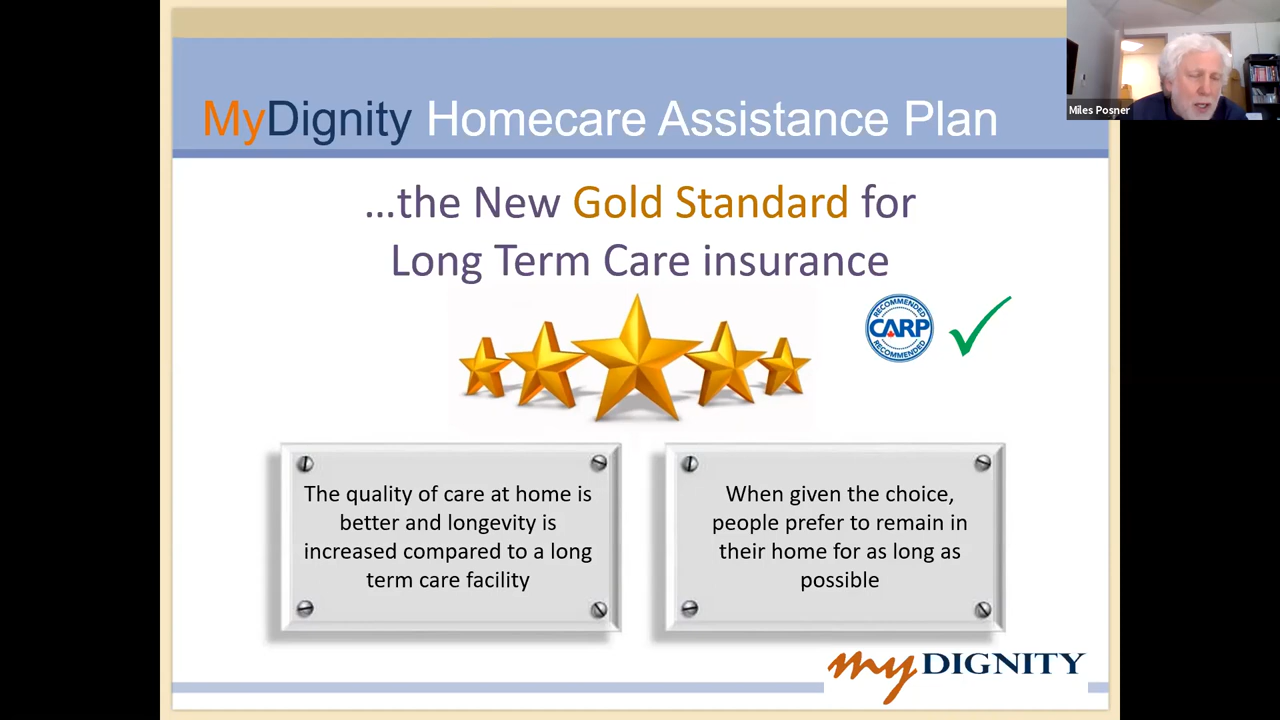 Miles Posner
MyDignity Homecare Assistance Plan
...the New Gold Standard for
Long Term Care insurance
RECOMMENDED
CARP
RECOMMENDED
The quality of care at home is
better and longevity is
increased compared to a long
term care facility
When given the choice,
people prefer to remain in
their home for as long as
possible
my DIGNITY